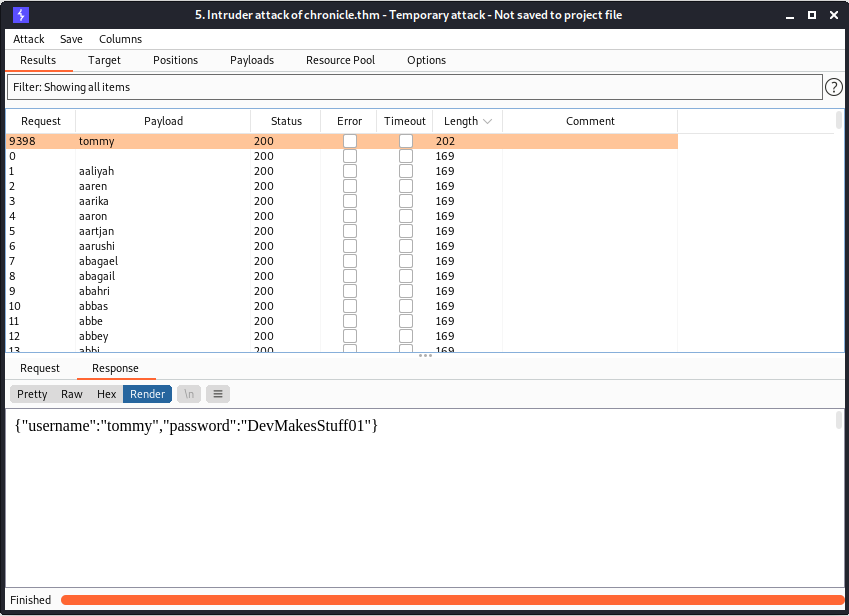 5. Intruder attack of chronicle.thm - Temporary attack - Not saved to project file
Attack Save Columns
Results Target Positions Payloads Resource Pool Options
Filter: Showing all items ?
Request Payload Status Error Timeout Length Comment
9398 tommy 200 202
0 200 169
1 aaliyah 200 169
2 aaren 200 169
3 aarika 200 169
4 aaron 200 169
5 aartjan 200 169
6 aarushi 200 169
7 abagael 200 169
8 abagail 200 169
9 abahri 200 169
10 abbas 200 169
11 abbe 200 169
12 abbey 200 169
13 abbi 200 169
Request Response
Pretty Raw Hex Render \n
{"username":"tommy","password":"DevMakesStuff01"}
Finished